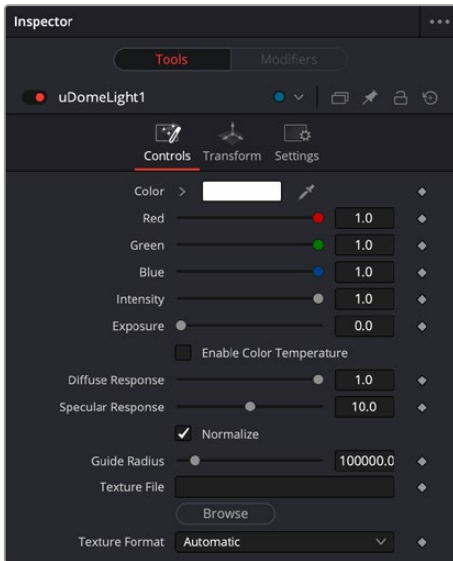 Inspector
Tools Modifiers
uDomeLight1
Controls Transform Settings
Color
Red 1.0
Green 1.0
Blue 1.0
Intensity 1.0
Exposure 0.0
Enable Color Temperature
Diffuse Response 1.0
Specular Response 10.0
Normalize
Guide Radius 100000.0
Texture File
Browse
Texture Format Automatic